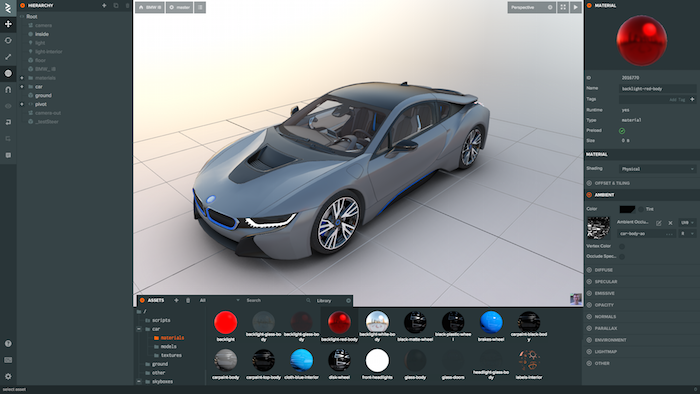 HIERARCHY
Root
camera
inside
light
light-interior
floor
BMW_i8
materials
car
ground
pivot
camera-out
BMW i8
master
Perspective
MATERIAL
ID
Name
backlight-red-body
Tags
Add Tag
Runtime
yes
Type
material
Preload
Size
0 B
MATERIAL
Shading
Physical
OFFSET & TILING
AMBIENT
Color
Tint
Ambient Occlu...
100
car-body-ao
Vertex Color
Occlude Spec...
DIFFUSE
SPECULAR
EMISSIVE
OPACITY
NORMALS
PARALLAX
ENVIRONMENT
LIGHTMAP
OTHER
ASSETS
All
Search
Library
/
scripts
car
materials
models
textures
ground
other
skyboxes
backlight
backlight-glass-body
backlight-glass-body
backlight-red-body
backlight-white-body
black-matte-wheel
black-plastic-wheel
brakes-wheel
carpaint-black-body
carpaint-body
carpaint-top-body
cloth-blue-interior
disk-wheel
front-headlights
glass-body
glass-doors
headlight-glass-body
labels-interior
select asset